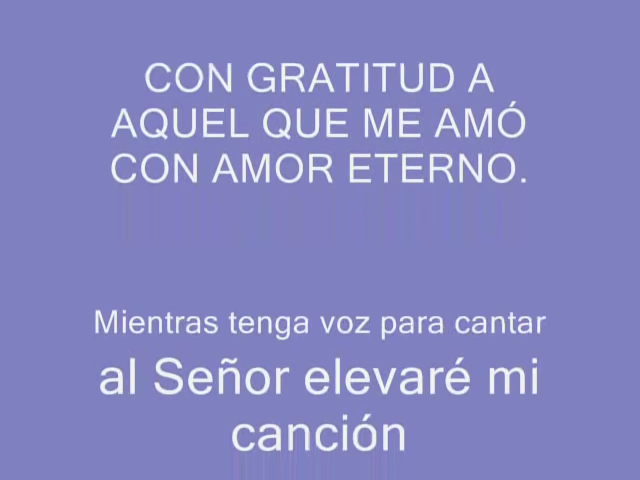 CON GRATITUD A
AQUEL QUE ME AMÓ
CON AMOR ETERNO.
Mientras tenga voz para cantar
al Señor elevaré mi
canción